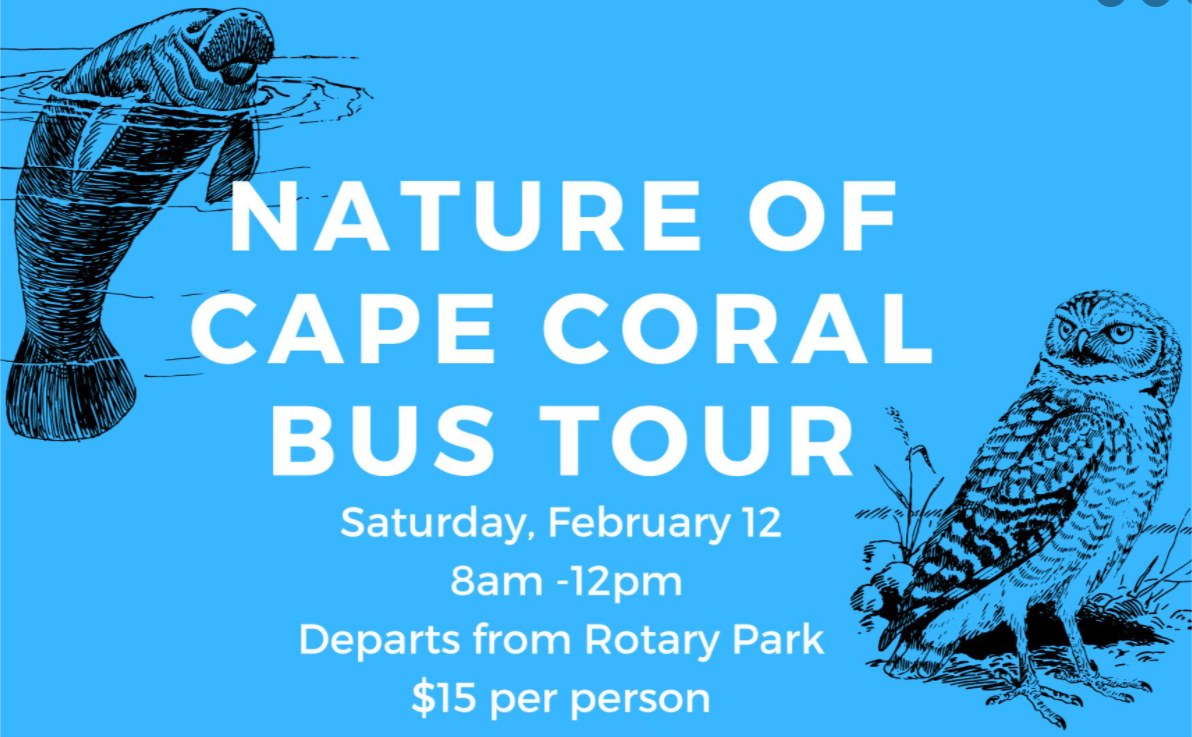 NATURE OF
CAPE CORAL
BUS TOUR
Saturday, February 12
8am -12pm
Departs from Rotary Park
$15 per person